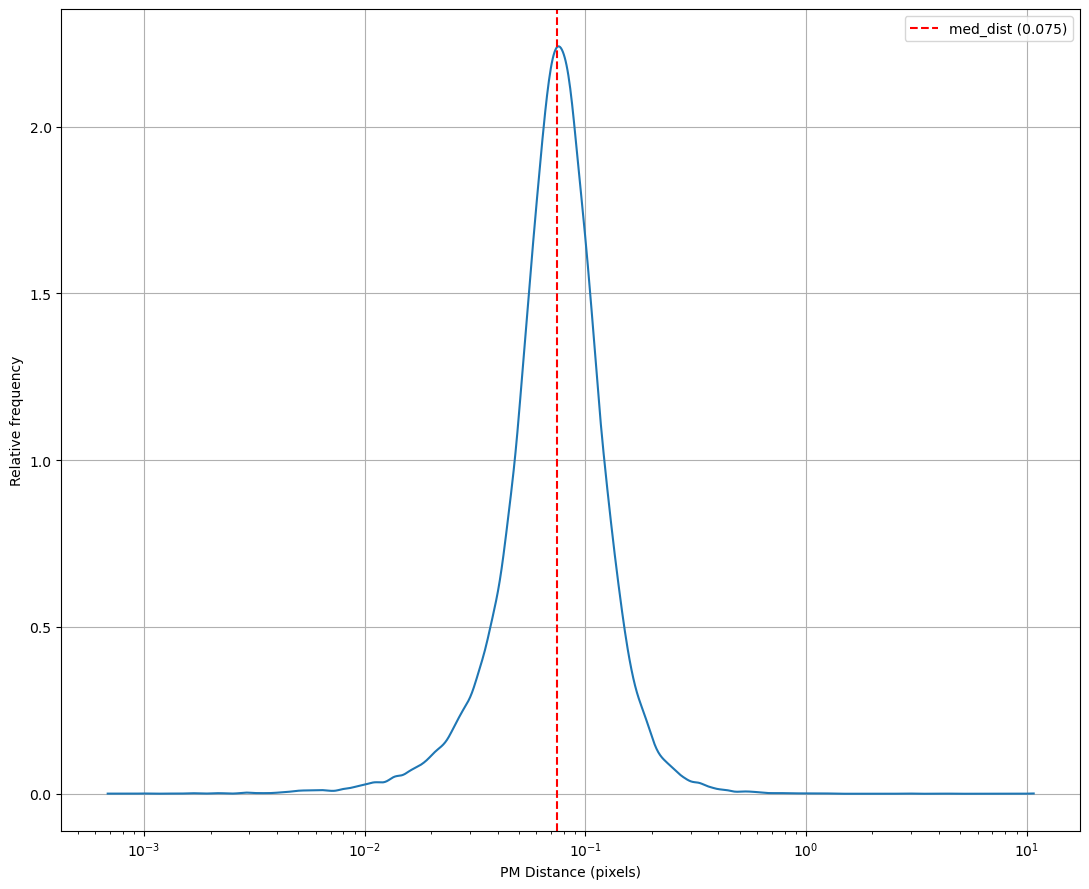 med_dist (0.075)
2.0
1.5
1.0
0.5
0.0
Relative frequency
10⁻³ 10⁻² 10⁻¹ 10⁰ 10¹
PM Distance (pixels)